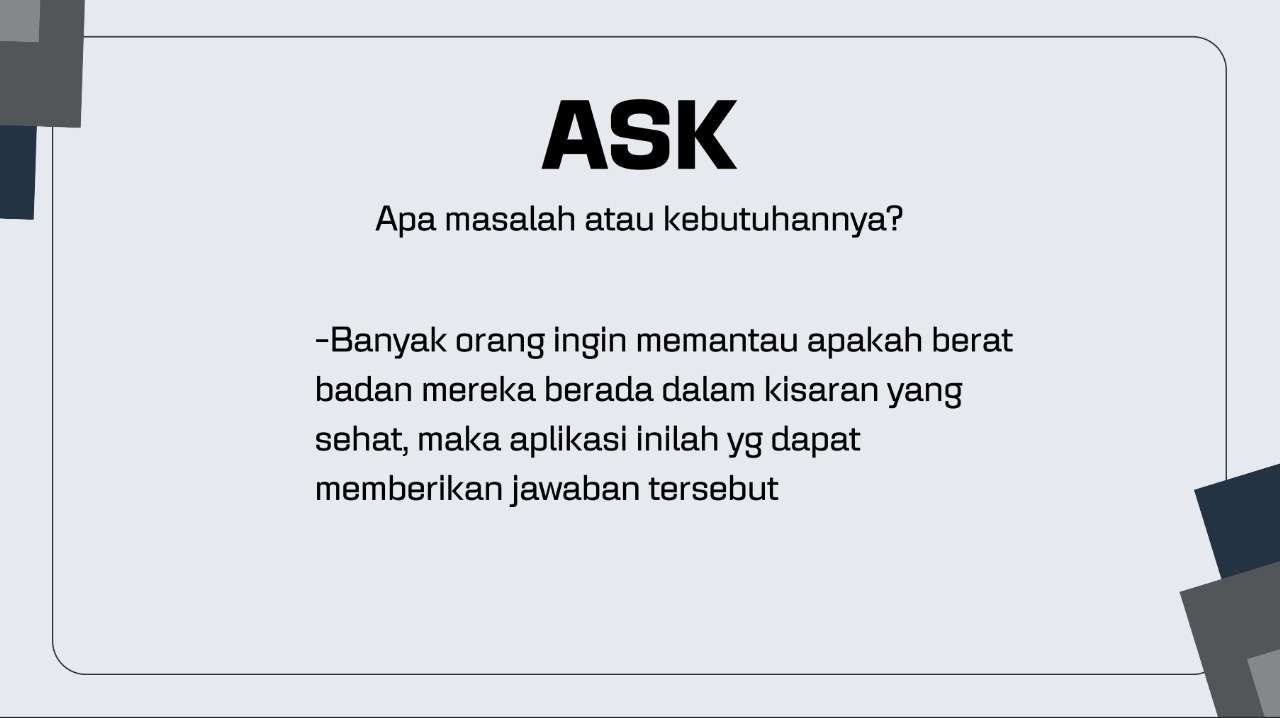 ASK
Apa masalah atau kebutuhannya?
-Banyak orang ingin memantau apakah berat
badan mereka berada dalam kisaran yang
sehat, maka aplikasi inilah yg dapat
memberikan jawaban tersebut